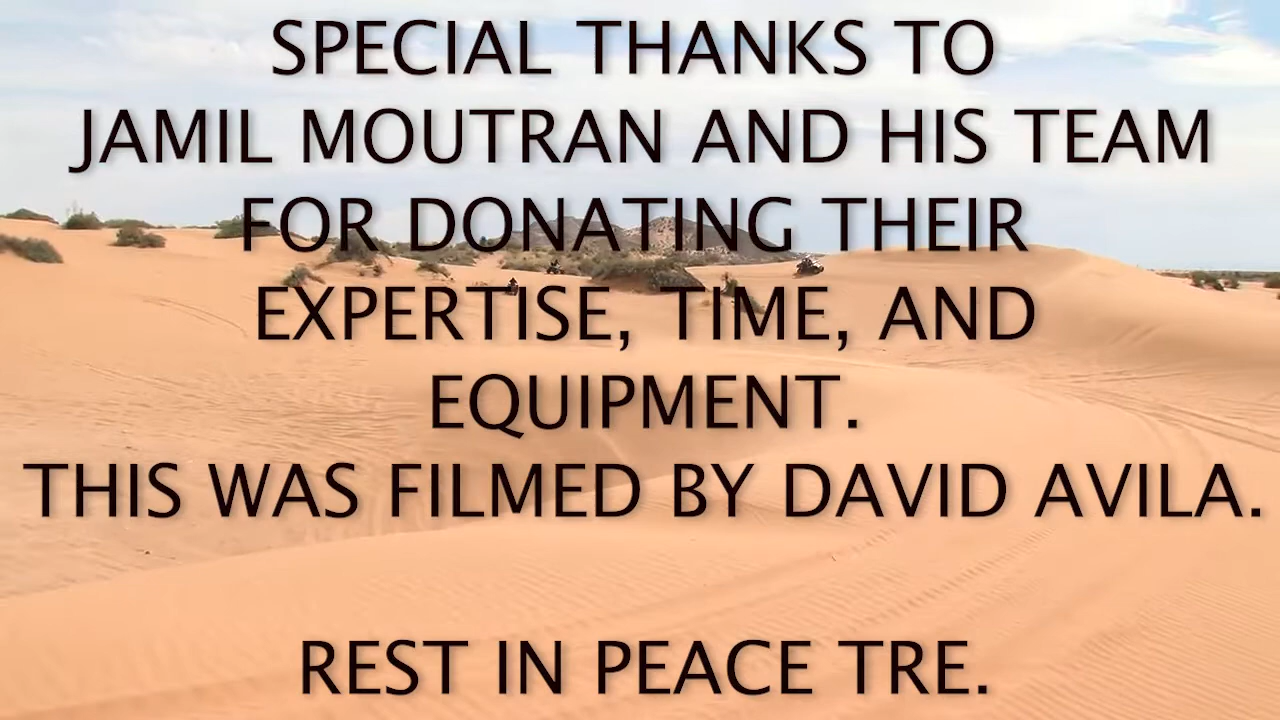 SPECIAL THANKS TO
JAMIL MOUTRAN AND HIS TEAM
FOR DONATING THEIR
EXPERTISE, TIME, AND
EQUIPMENT.
THIS WAS FILMED BY DAVID AVILA.
REST IN PEACE TRE.